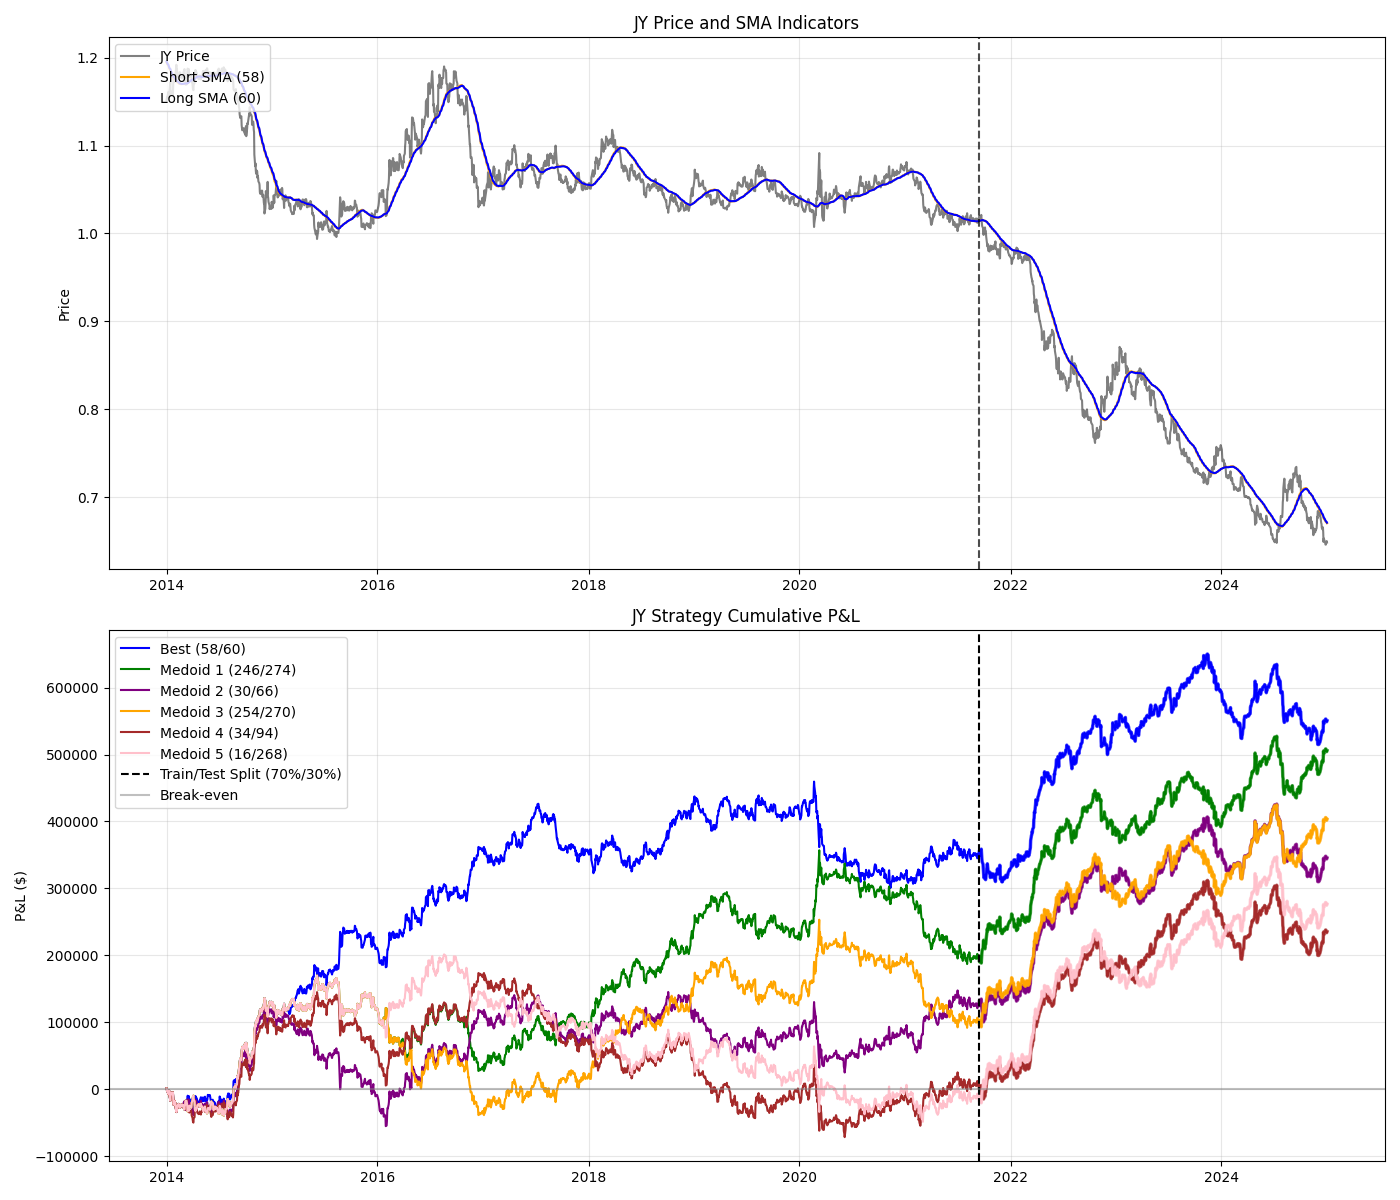 JY Price and SMA Indicators
JY Price
Short SMA (58)
Long SMA (60)
Price
1.2
1.1
1.0
0.9
0.8
0.7
2014
2016
2018
2020
2022
2024
JY Strategy Cumulative P&L
Best (58/60)
Medoid 1 (246/274)
Medoid 2 (30/66)
Medoid 3 (254/270)
Medoid 4 (34/94)
Medoid 5 (16/268)
Train/Test Split (70%/30%)
Break-even
P&L ($)
600000
500000
400000
300000
200000
100000
0
−100000
2014
2016
2018
2020
2022
2024